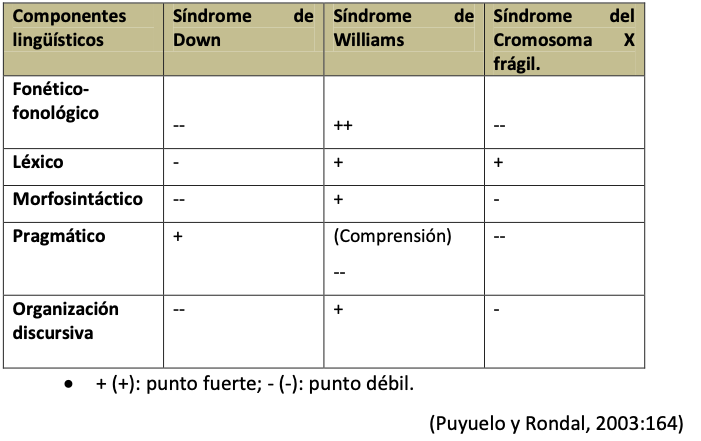 Componentes lingüísticos | Síndrome de Down | Síndrome de Williams | Síndrome del Cromosoma X frágil.
Fonético-fonológico | -- | ++ | --
Léxico | - | + | +
Morfosintáctico | -- | + | -
Pragmático | + | (Comprensión) -- | --
Organización discursiva | -- | + | -
• + (+): punto fuerte; - (-): punto débil.
(Puyuelo y Rondal, 2003:164)